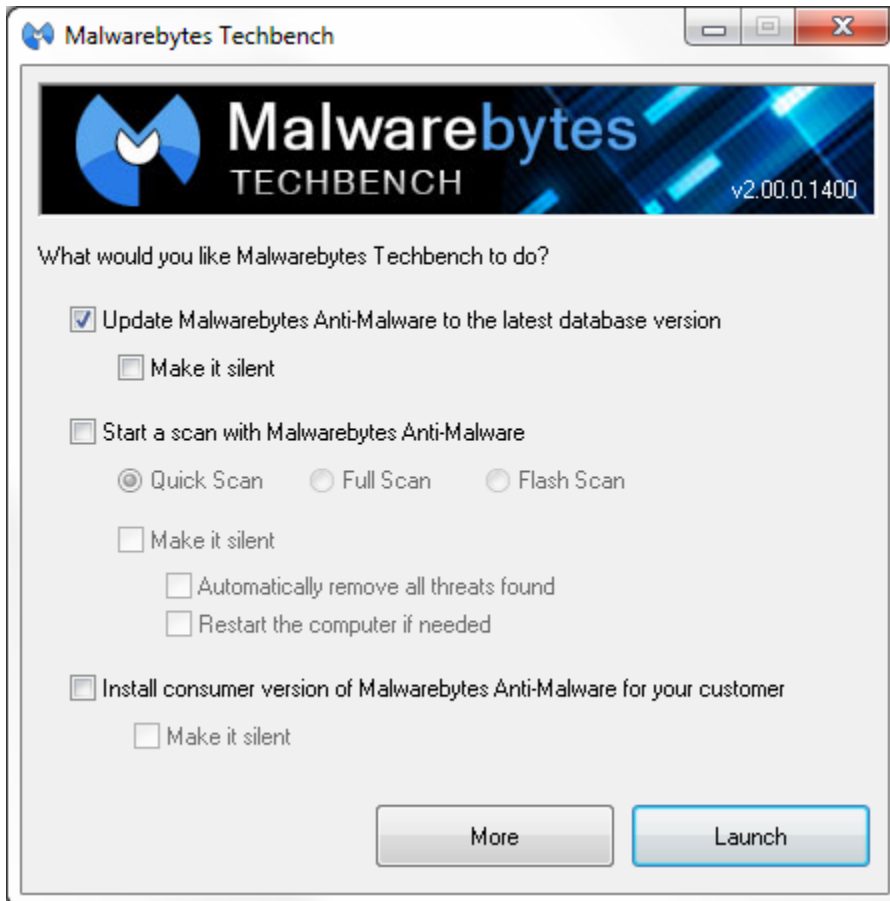 Malwarebytes Techbench
Malwarebytes
TECHBENCH
v2.00.0.1400
What would you like Malwarebytes Techbench to do?
Update Malwarebytes Anti-Malware to the latest database version
Make it silent
Start a scan with Malwarebytes Anti-Malware
Quick Scan Full Scan Flash Scan
Make it silent
Automatically remove all threats found
Restart the computer if needed
Install consumer version of Malwarebytes Anti-Malware for your customer
Make it silent
More Launch